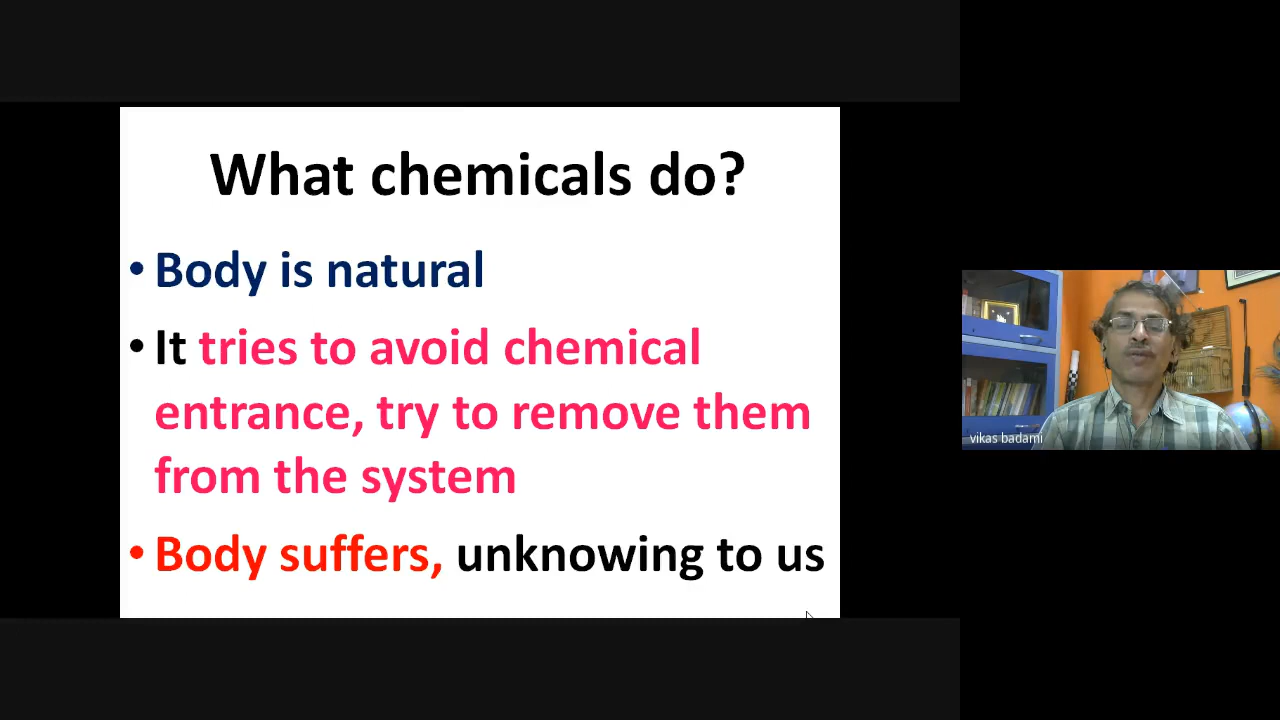 What chemicals do?
• Body is natural
• It tries to avoid chemical
entrance, try to remove them
from the system
• Body suffers, unknowing to us
vikas badami